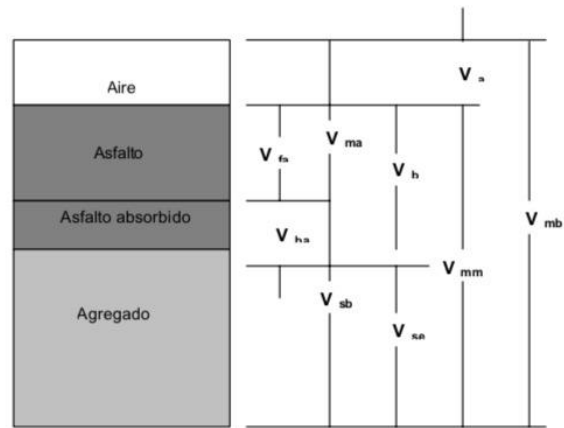 Aire
Asfalto
Asfalto absorbido
Agregado
V a
V fa
V ma
V b
V mb
V ba
V mm
V sb
V se